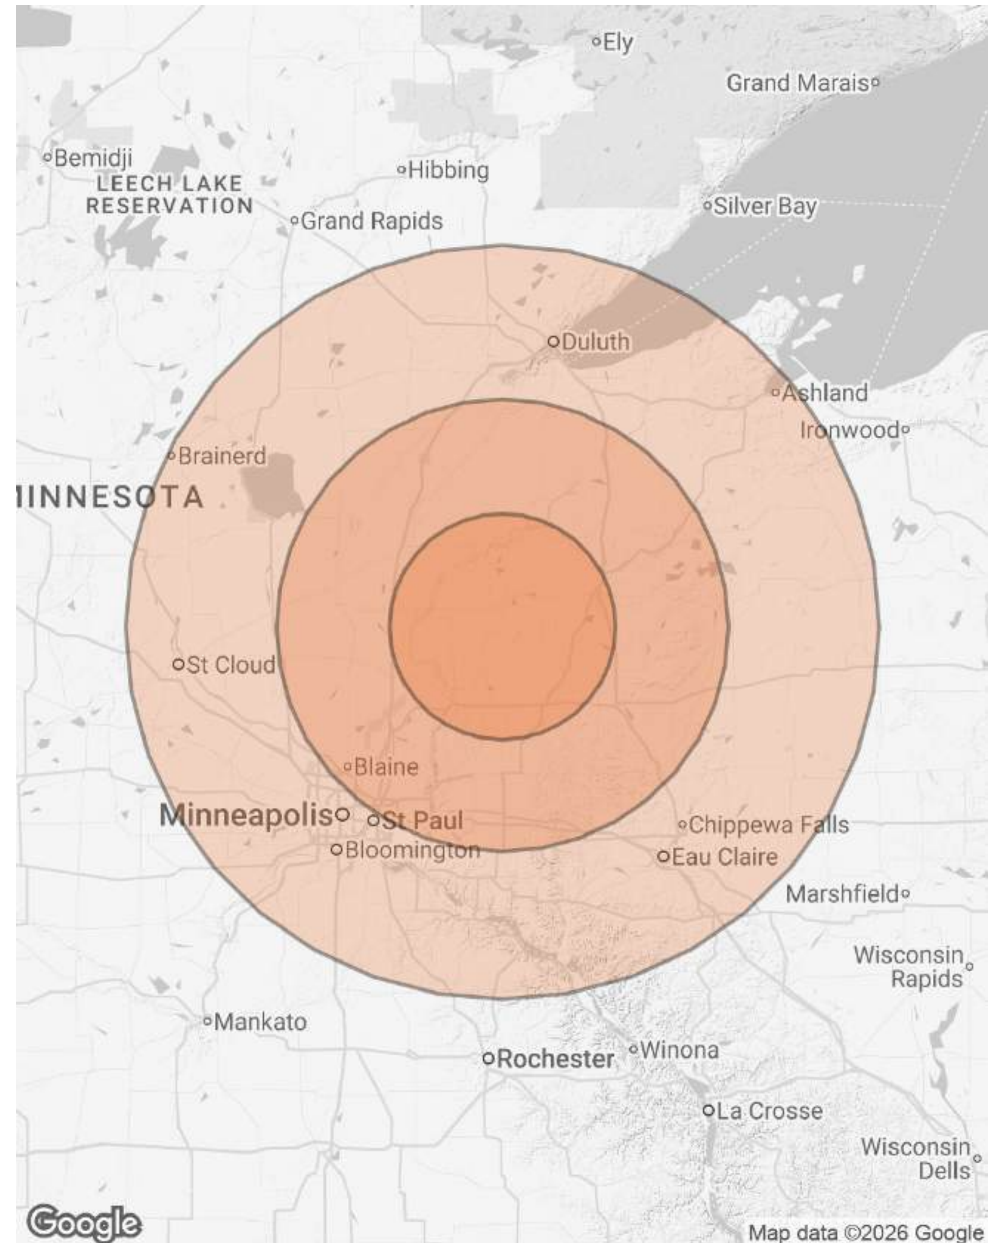 Ely
Grand Marais
Bemidji
LEECH LAKE
RESERVATION
Hibbing
Silver Bay
Grand Rapids
Duluth
Ashland
Ironwood
Brainerd
MINNESOTA
St Cloud
Blaine
Minneapolis
St Paul
Chippewa Falls
Bloomington
Eau Claire
Marshfield
Wisconsin
Rapids
Mankato
Rochester
Winona
La Crosse
Wisconsin
Dells
Google
Map data ©2026 Google